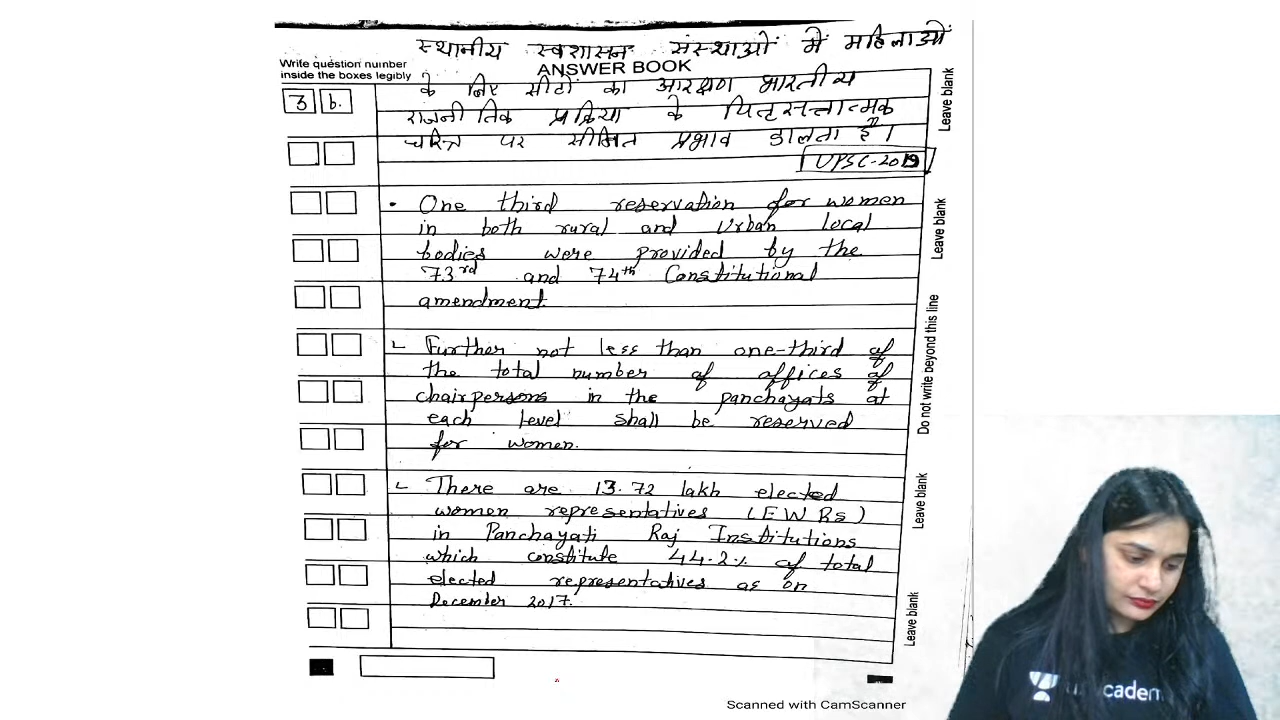 स्थानीय स्वशासन संस्थाओं में महिलाओं
Write question number
inside the boxes legibly
ANSWER BOOK
के लिए सीटों का आरक्षण भारतीय
3 b.
राजनीतिक प्रक्रिया के पितृसत्तात्मक
चरित्र पर सीमित प्रभाव डालता है।
UPSC-2019
• One third reservation for women
in both rural and Urban local
bodies were provided by the
73rd and 74th Constitutional
amendment.
Further not less than one-third of
the total number of offices of
chairpersons in the panchayats at
each level shall be reserved
for women.
There are 13.72 lakh elected
women representatives (EWRs)
in Panchayati Raj Institutions
which constitute 44.2% of total
elected representatives as on
December 2017.
Leave blank
Leave blank
Do not write beyond this line
Leave blank
Leave blank
Scanned with CamScanner